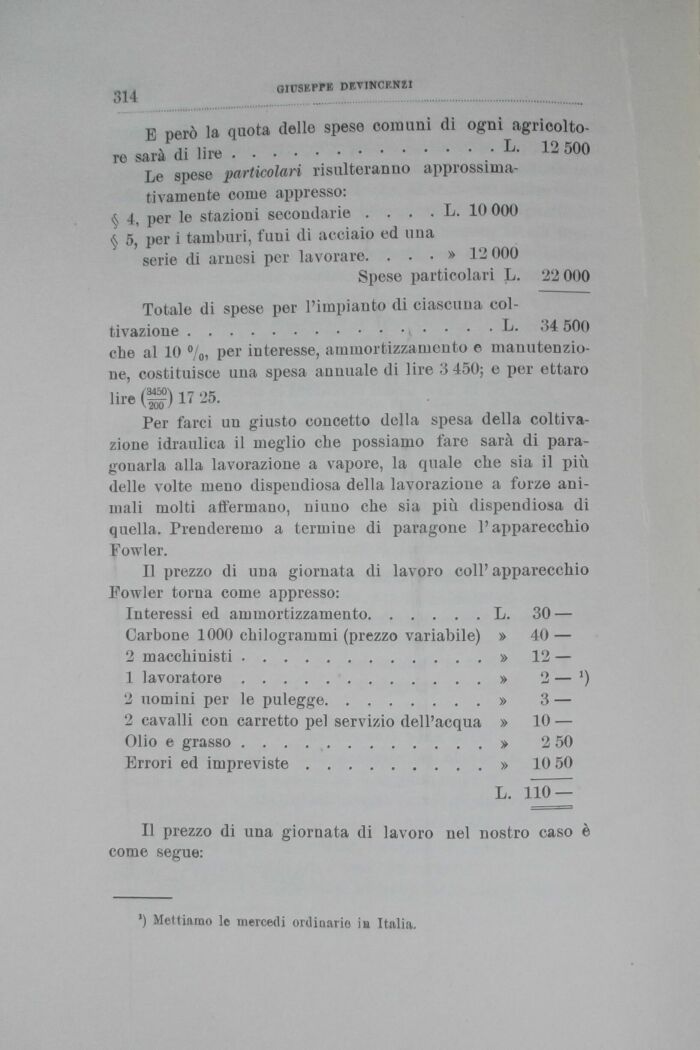 314
GIUSEPPE DEVINCENZI
E però la quota delle spese comuni di ogni agricolto-
re sarà di lire . . . . . . . . . . . . . L. 12 500
Le spese particolari risulteranno approssima-
tivamente come appresso:
§ 4, per le stazioni secondarie . . . . L. 10 000
§ 5, per i tamburi, funi di acciaio ed una
serie di arnesi per lavorare. . . . » 12 000
Spese particolari L. 22 000
Totale di spese per l'impianto di ciascuna col-
tivazione . . . . . . . . . . . . . . . L. 34 500
che al 10 %, per interesse, ammortizzamento e manutenzio-
ne, costituisce una spesa annuale di lire 3 450; e per ettaro
lire (3450/200) 17 25.
Per farci un giusto concetto della spesa della coltiva-
zione idraulica il meglio che possiamo fare sarà di para-
gonarla alla lavorazione a vapore, la quale che sia il più
delle volte meno dispendiosa della lavorazione a forze ani-
mali molti affermano, niuno che sia più dispendiosa di
quella. Prenderemo a termine di paragone l'apparecchio
Fowler.
Il prezzo di una giornata di lavoro coll'apparecchio
Fowler torna come appresso:
Interessi ed ammortizzamento. . . . . . L. 30 —
Carbone 1000 chilogrammi (prezzo variabile) » 40 —
2 macchinisti . . . . . . . . . . . . » 12 —
1 lavoratore . . . . . . . . . . . . » 2 — ¹)
2 uomini per le pulegge. . . . . . . . » 3 —
2 cavalli con carretto pel servizio dell'acqua » 10 —
Olio e grasso . . . . . . . . . . . . » 2 50
Errori ed impreviste . . . . . . . . . » 10 50
L. 110 —
Il prezzo di una giornata di lavoro nel nostro caso è
come segue:
¹) Mettiamo le mercedi ordinarie in Italia.